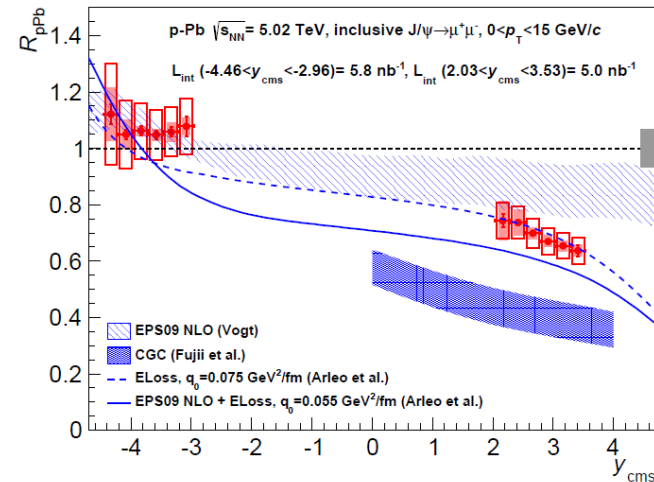 R_pPb
p-Pb √s_NN = 5.02 TeV, inclusive J/ψ→μ⁺μ⁻, 0<p_T<15 GeV/c
L_int (-4.46<y_cms<-2.96)= 5.8 nb⁻¹, L_int (2.03<y_cms<3.53)= 5.0 nb⁻¹
1.4
1.2
1
0.8
0.6
0.4
0.2
0
EPS09 NLO (Vogt)
CGC (Fujii et al.)
ELoss, q₀=0.075 GeV²/fm (Arleo et al.)
EPS09 NLO + ELoss, q₀=0.055 GeV²/fm (Arleo et al.)
-4 -3 -2 -1 0 1 2 3 4
y_cms